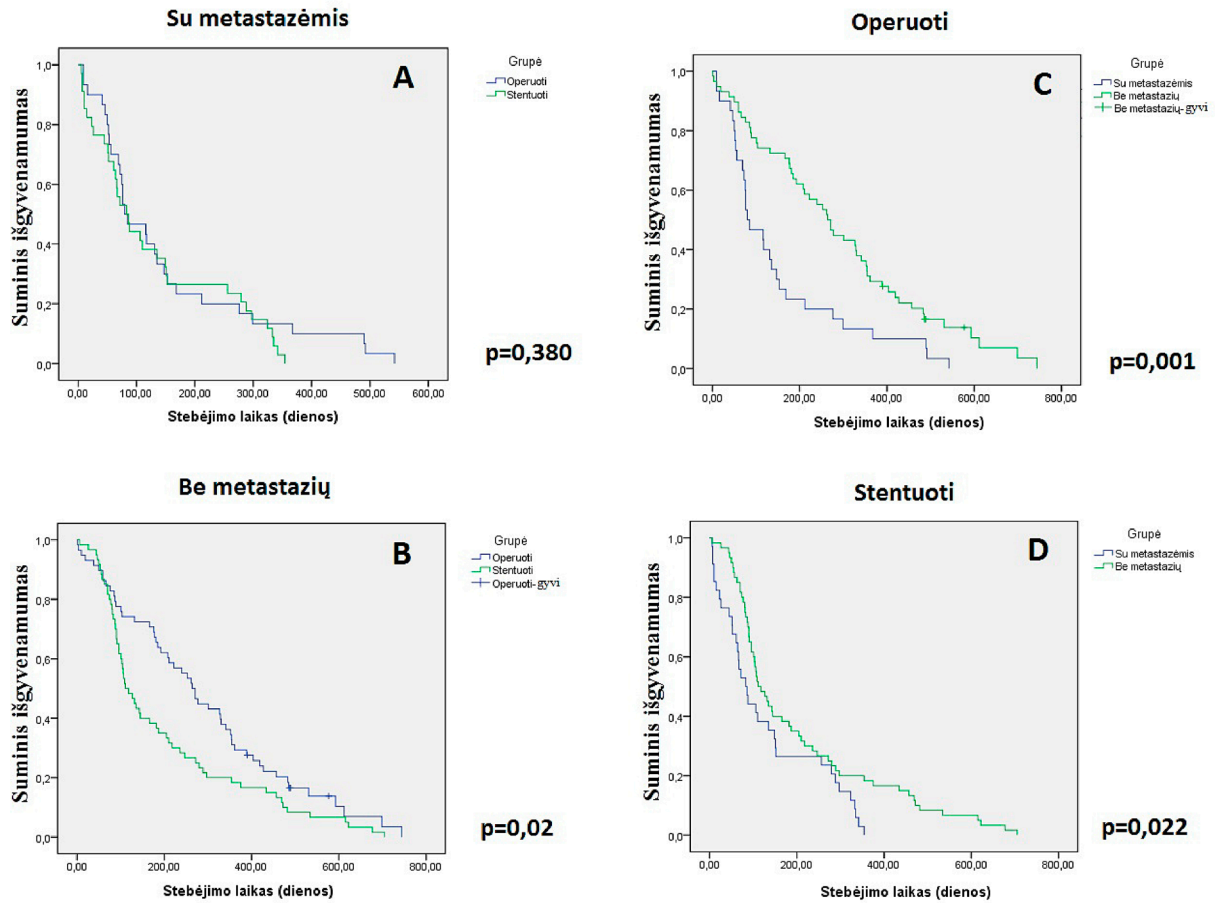 Su metastazėmis
A
Grupė
Operuoti
Stentuoti
Suminis išgyvenamumas
1,0
0,8
0,6
0,4
0,2
0,0
,00
100,00
200,00
300,00
400,00
500,00
600,00
Stebėjimo laikas (dienos)
p=0,380
Operuoti
C
Grupė
Su metastazėmis
Be metastazių
Be metastazių-gyvi
Suminis išgyvenamumas
1,0
0,8
0,6
0,4
0,2
0,0
,00
200,00
400,00
600,00
800,00
Stebėjimo laikas (dienos)
p=0,001
Be metastazių
B
Grupė
Operuoti
Stentuoti
Operuoti-gyvi
Suminis išgyvenamumas
1,0
0,8
0,6
0,4
0,2
0,0
,00
200,00
400,00
600,00
800,00
Stebėjimo laikas (dienos)
p=0,02
Stentuoti
D
Grupė
Su metastazėmis
Be metastazių
Suminis išgyvenamumas
1,0
0,8
0,6
0,4
0,2
0,0
,00
200,00
400,00
600,00
800,00
Stebėjimo laikas (dienos)
p=0,022